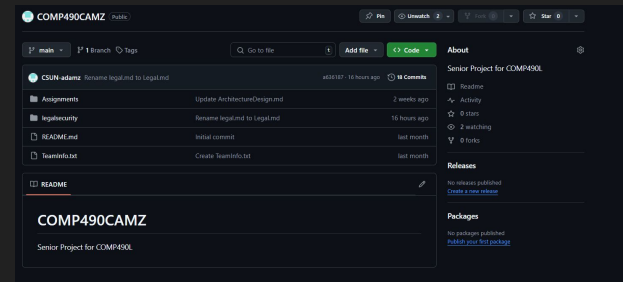 COMP490CAMZ Public
Pin
Unwatch 2
Fork 0
Star 0
main
1 Branch
Tags
Go to file
Add file
Code
CSUN-adamz Rename legal.md to Legal.md
16 hours ago
18 Commits
Assignments Update ArchitectureDesign.md 2 weeks ago
legalsecurity Rename legal.md to Legal.md 16 hours ago
README.md Initial commit last month
TeamInfo.txt Create TeamInfo.txt last month
README
COMP490CAMZ
Senior Project for COMP490L
About
Senior Project for COMP490L
Readme
Activity
0 stars
2 watching
0 forks
Releases
No releases published
Create a new release
Packages
No packages published
Publish your first package